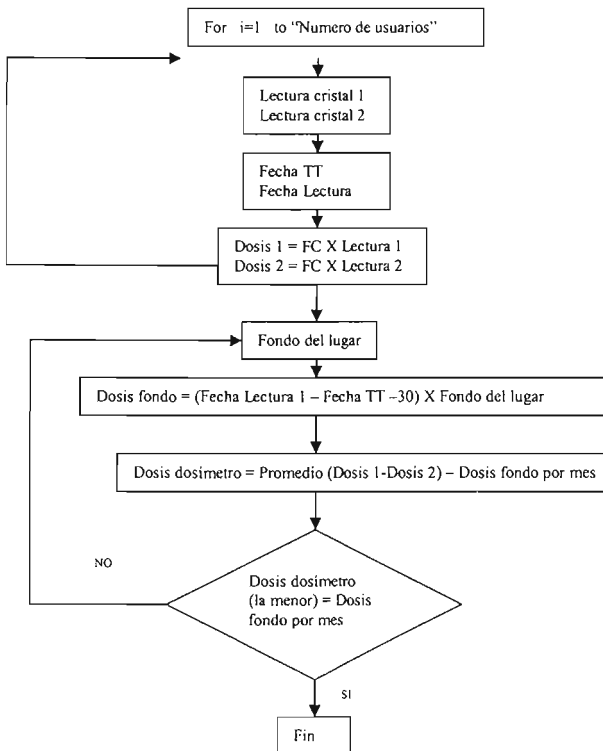 For i=1 to "Numero de usuarios"
Lectura cristal 1
Lectura cristal 2
Fecha TT
Fecha Lectura
Dosis 1 = FC X Lectura 1
Dosis 2 = FC X Lectura 2
Fondo del lugar
Dosis fondo = (Fecha Lectura 1 – Fecha TT –30) X Fondo del lugar
Dosis dosímetro = Promedio (Dosis 1-Dosis 2) – Dosis fondo por mes
NO
Dosis dosímetro
(la menor) = Dosis
fondo por mes
SI
Fin